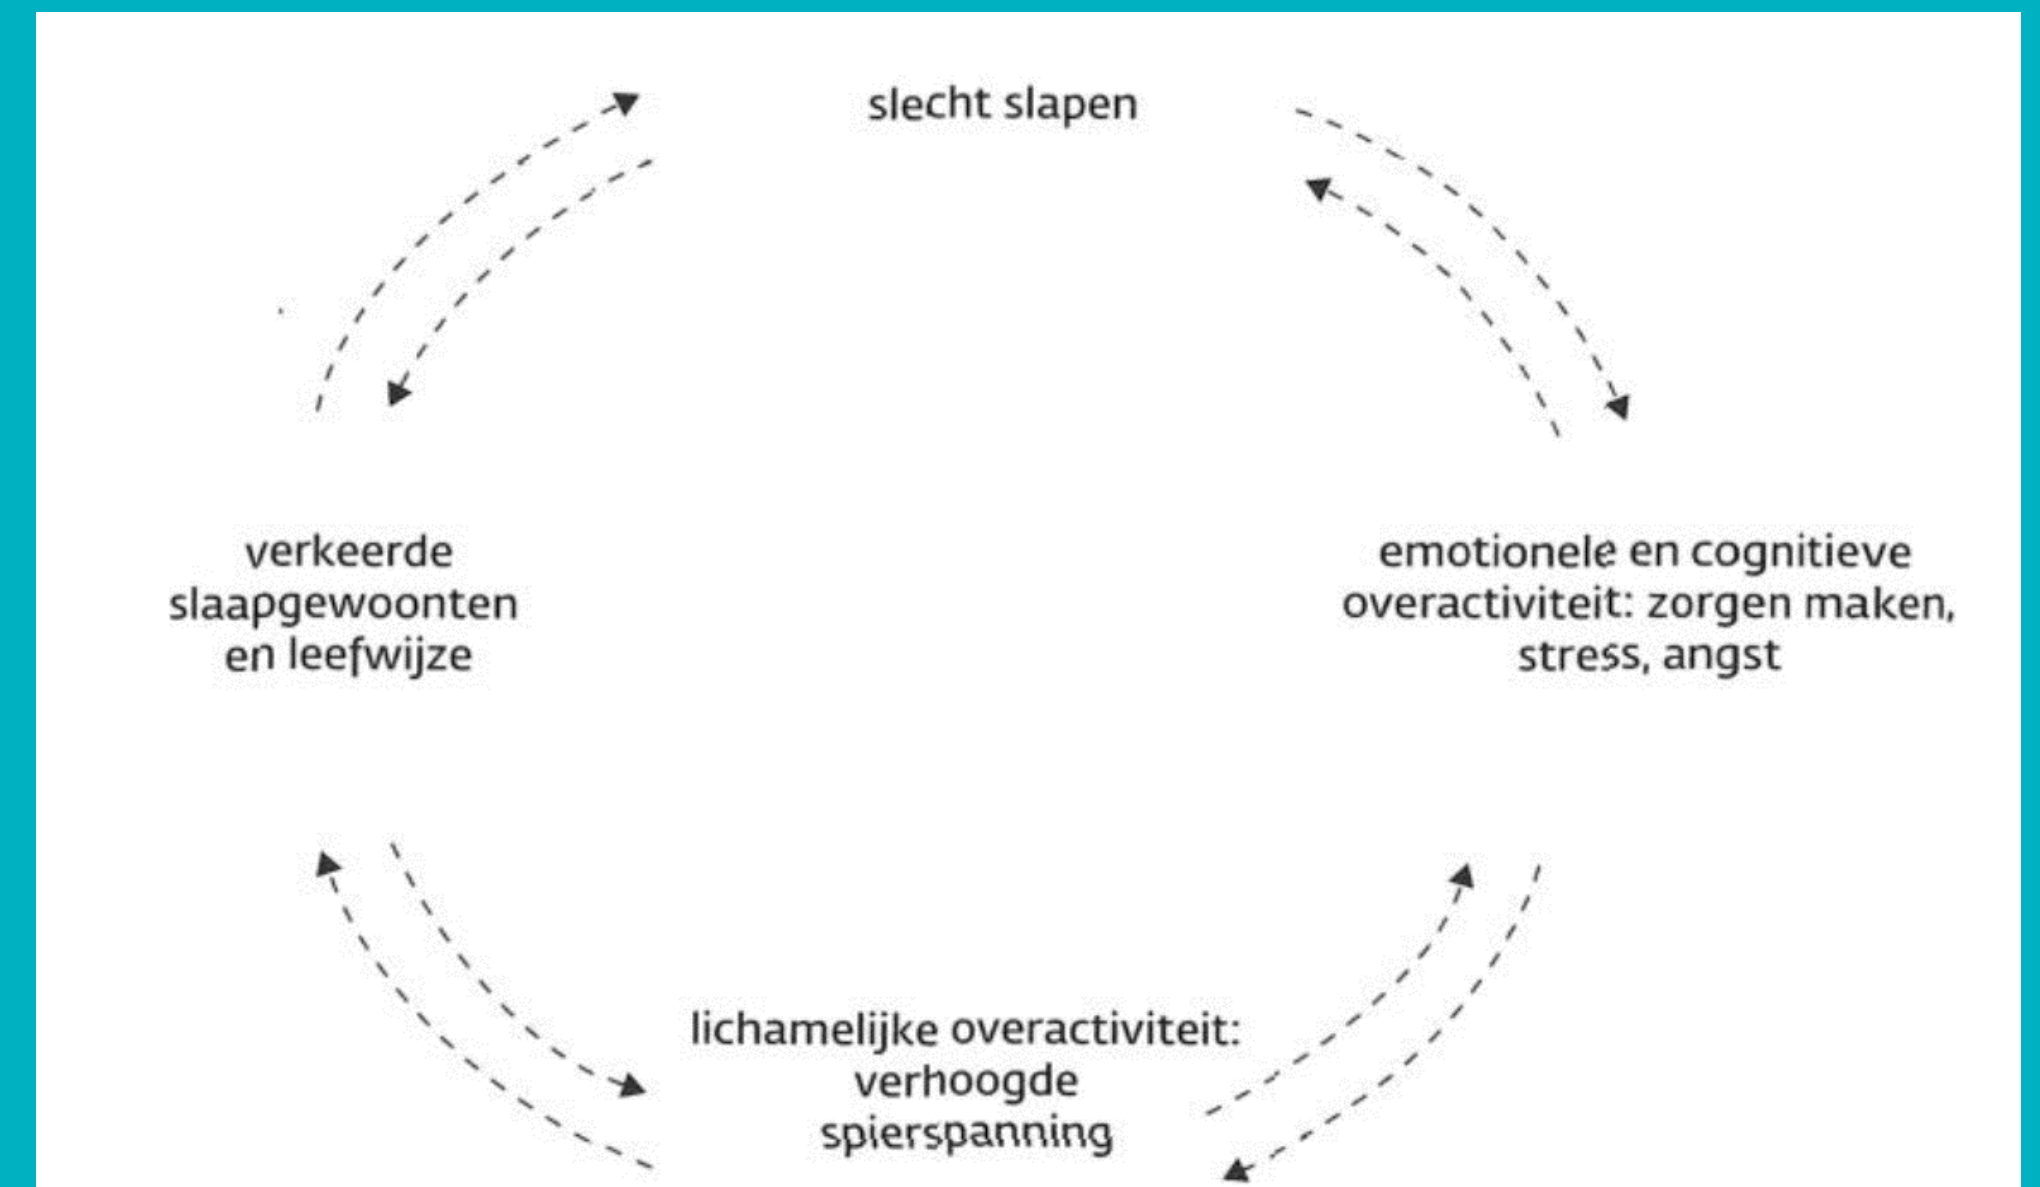 slecht slapen
verkeerde
slaapgewoonten
en leefwijze
emotionele en cognitieve
overactiviteit: zorgen maken,
stress, angst
lichamelijke overactiviteit:
verhoogde
spierspanning